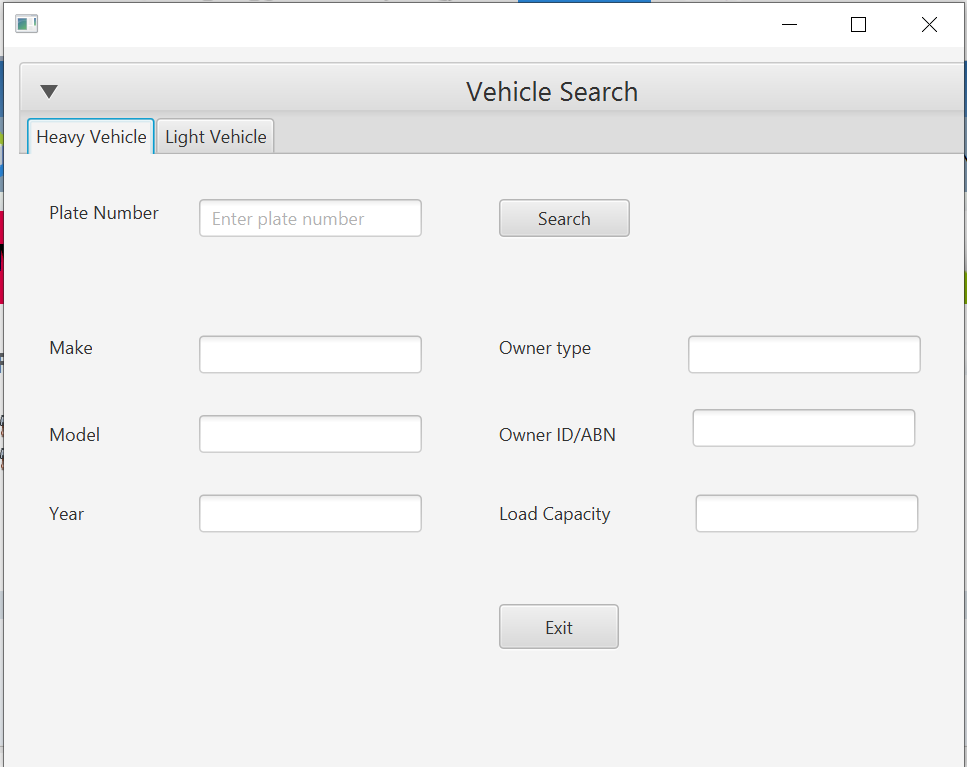 Vehicle Search
Heavy Vehicle Light Vehicle
Plate Number Enter plate number Search
Make Owner type
Model Owner ID/ABN
Year Load Capacity
Exit